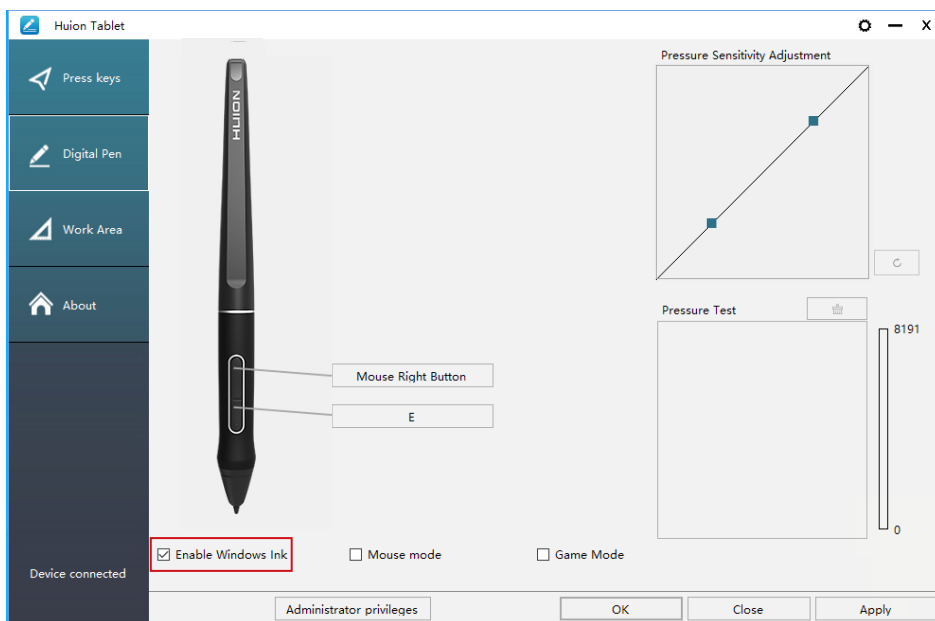 Huion Tablet
Press keys
Digital Pen
Work Area
About
Device connected
HUION
Mouse Right Button
E
Pressure Sensitivity Adjustment
Pressure Test
8191
0
Enable Windows Ink
Mouse mode
Game Mode
Administrator privileges
OK
Close
Apply